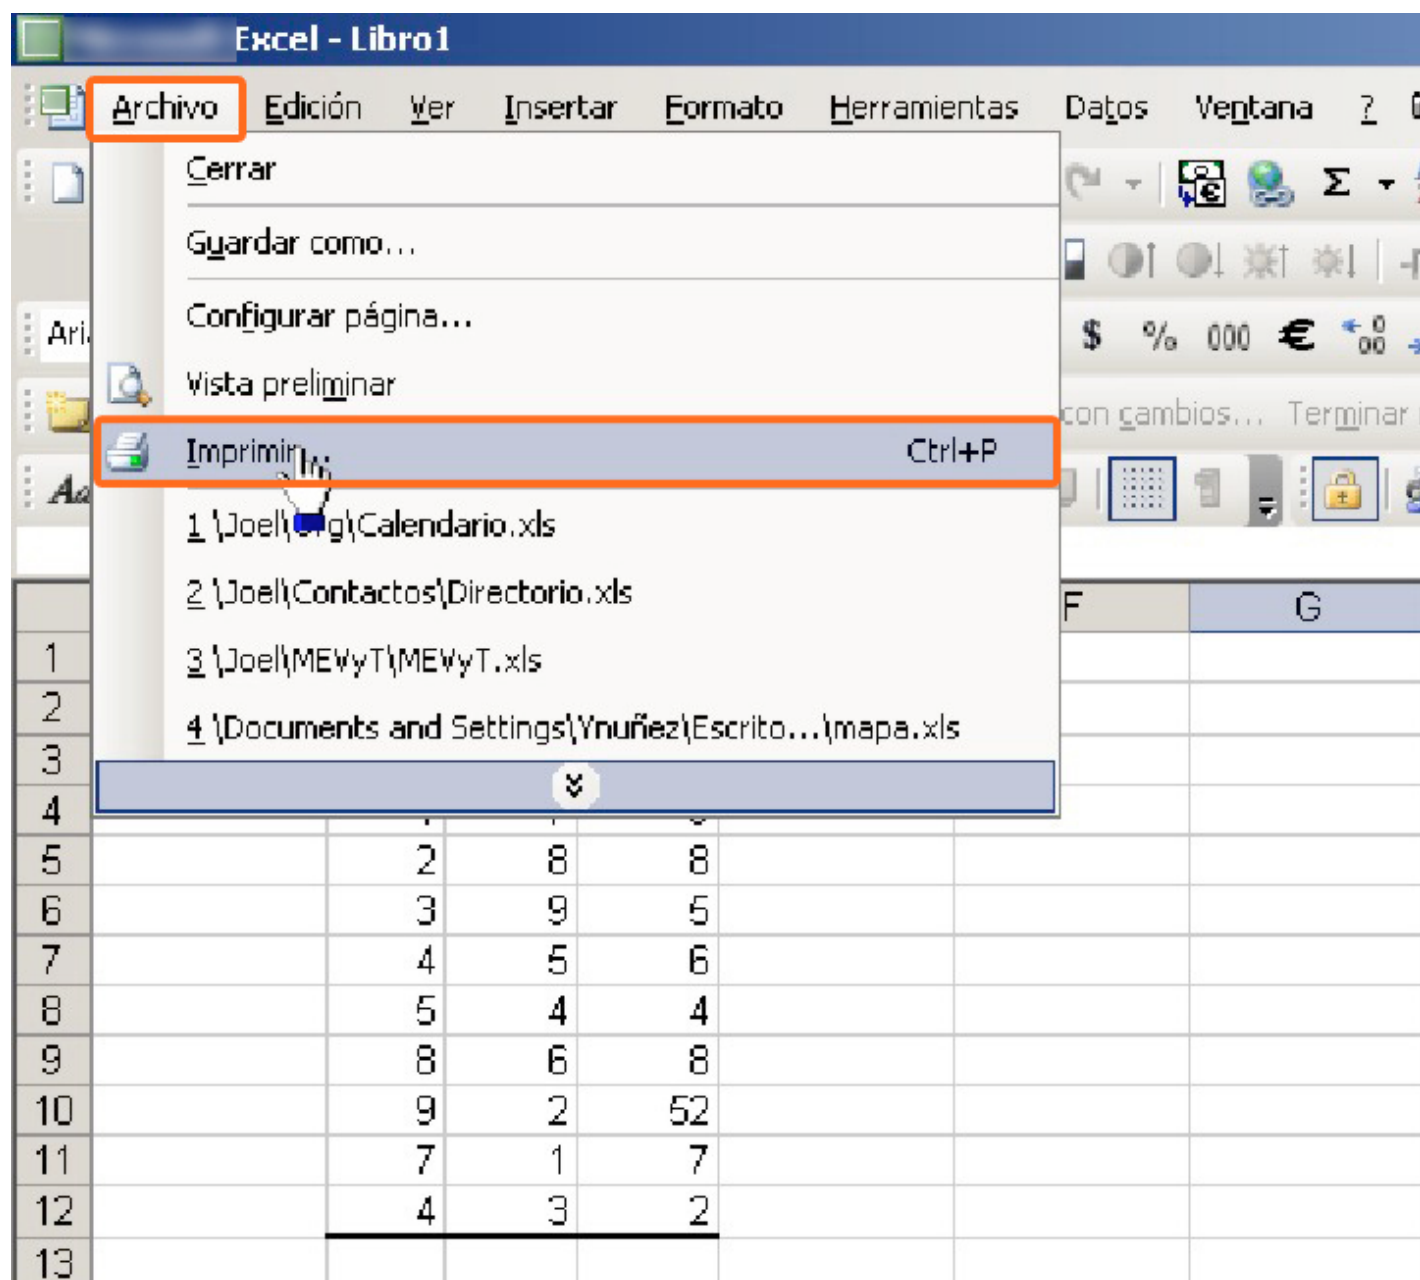 Excel - Libro1
Archivo Edición Ver Insertar Formato Herramientas Datos Ventana ?
Cerrar
Guardar como...
Σ
Configurar página...
Ari
$ % 000 €
Vista preliminar
con cambios... Terminar
Imprimir... Ctrl+P
1 \Joel\Org\Calendario.xls
2 \Joel\Contactos\Directorio.xls
F G
1
3 \Joel\MEVyT\MEVyT.xls
2
4 \Documents and Settings\Ynuñez\Escrito...\mapa.xls
3
4
5 2 8 8
6 3 9 5
7 4 5 6
8 5 4 4
9 8 6 8
10 9 2 52
11 7 1 7
12 4 3 2
13